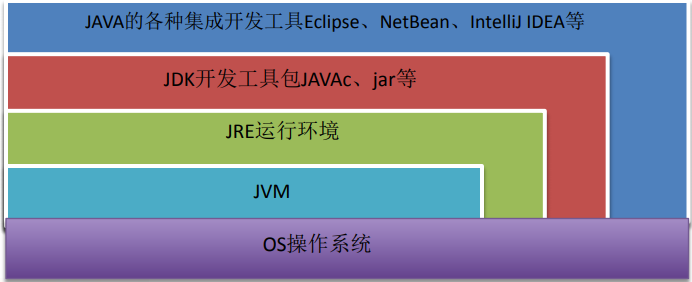 JAVA的各种集成开发工具Eclipse、NetBean、IntelliJ IDEA等
JDK开发工具包JAVAc、jar等
JRE运行环境
JVM
OS操作系统